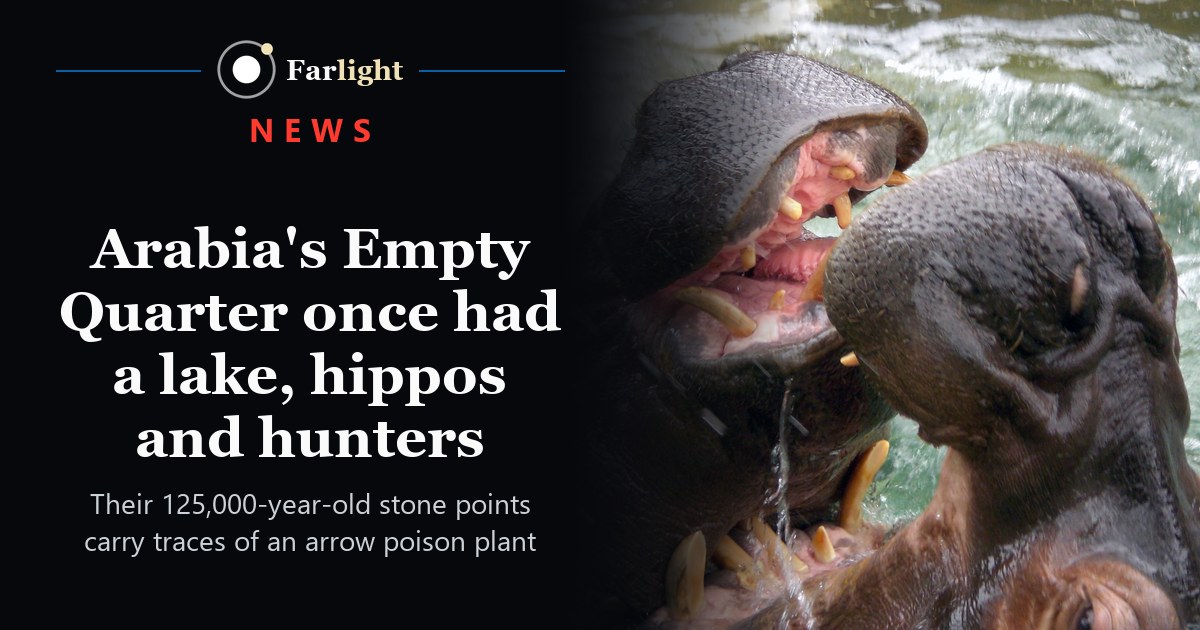 Farlight
NEWS
Arabia's Empty
Quarter once had
a lake, hippos
and hunters
Their 125,000-year-old stone points
carry traces of an arrow poison plant